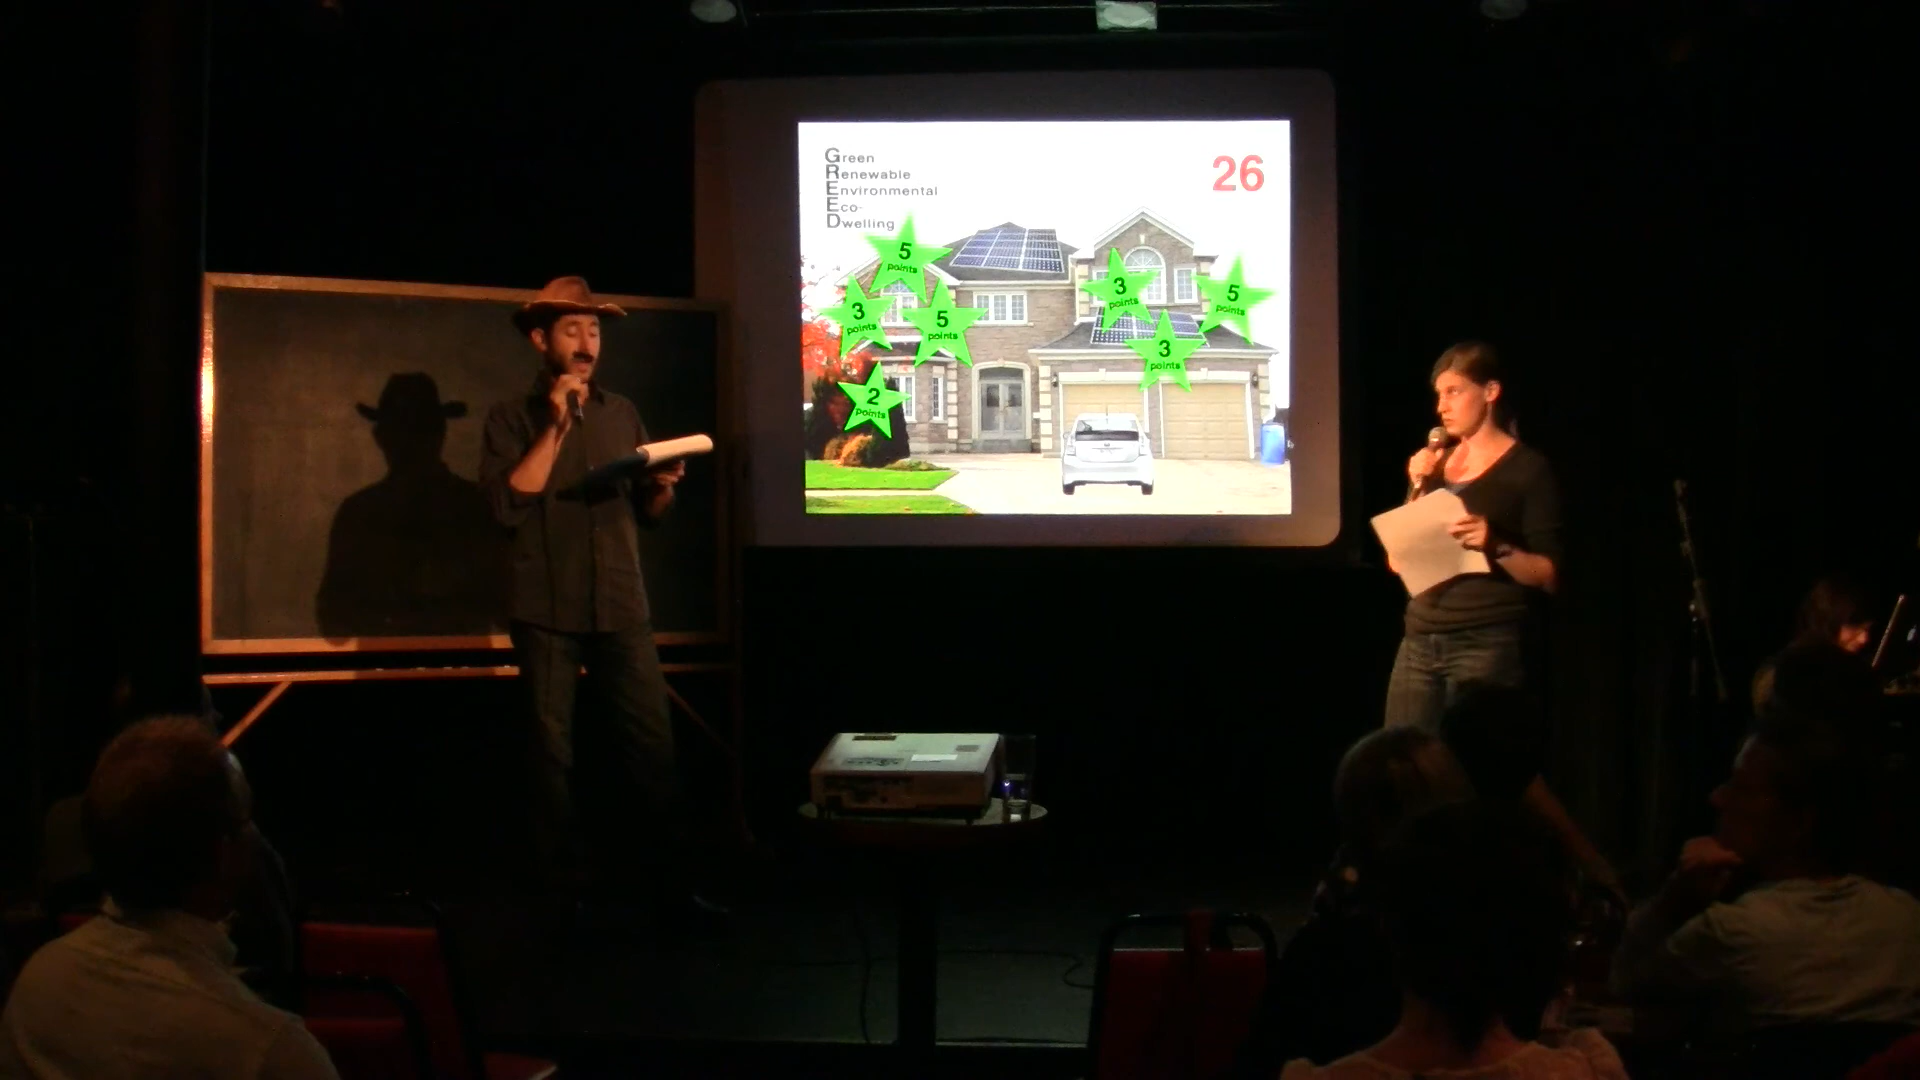 Green
Renewable
Environmental
Eco-
Dwelling
26
5
points
3
points
5
points
2
points
3
points
5
points
3
points